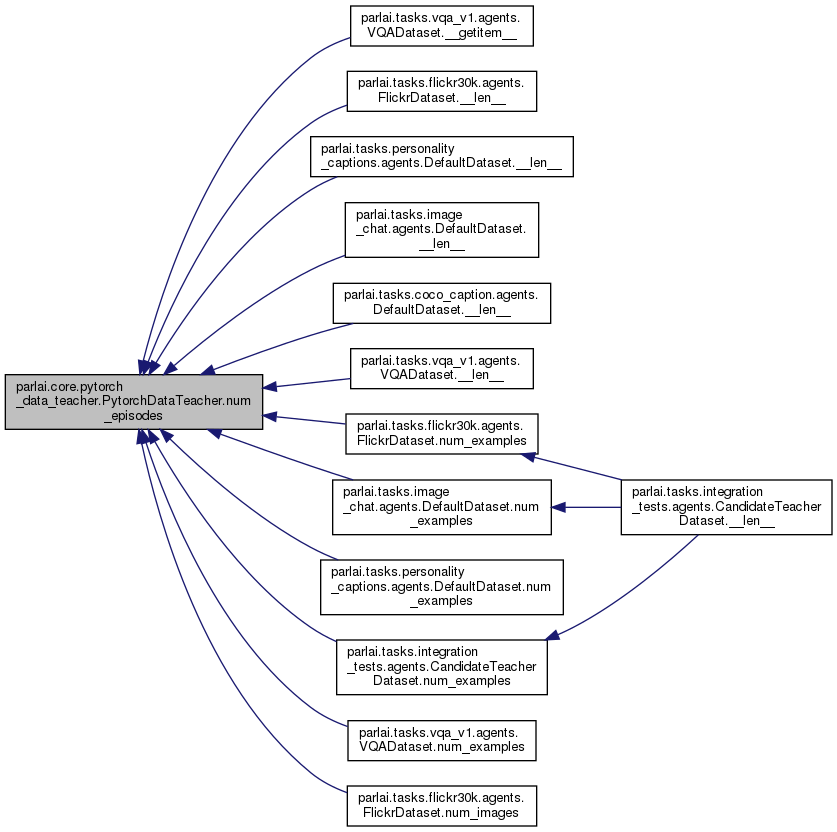 parlai.tasks.vqa_v1.agents.
VQADataset.__getitem__
parlai.tasks.flickr30k.agents.
FlickrDataset.__len__
parlai.tasks.personality
_captions.agents.DefaultDataset.__len__
parlai.tasks.image
_chat.agents.DefaultDataset.
__len__
parlai.tasks.coco_caption.agents.
DefaultDataset.__len__
parlai.tasks.vqa_v1.agents.
VQADataset.__len__
parlai.core.pytorch
_data_teacher.PytorchDataTeacher.num
_episodes
parlai.tasks.flickr30k.agents.
FlickrDataset.num_examples
parlai.tasks.image
_chat.agents.DefaultDataset.num
_examples
parlai.tasks.integration
_tests.agents.CandidateTeacher
Dataset.__len__
parlai.tasks.personality
_captions.agents.DefaultDataset.num
_examples
parlai.tasks.integration
_tests.agents.CandidateTeacher
Dataset.num_examples
parlai.tasks.vqa_v1.agents.
VQADataset.num_examples
parlai.tasks.flickr30k.agents.
FlickrDataset.num_images